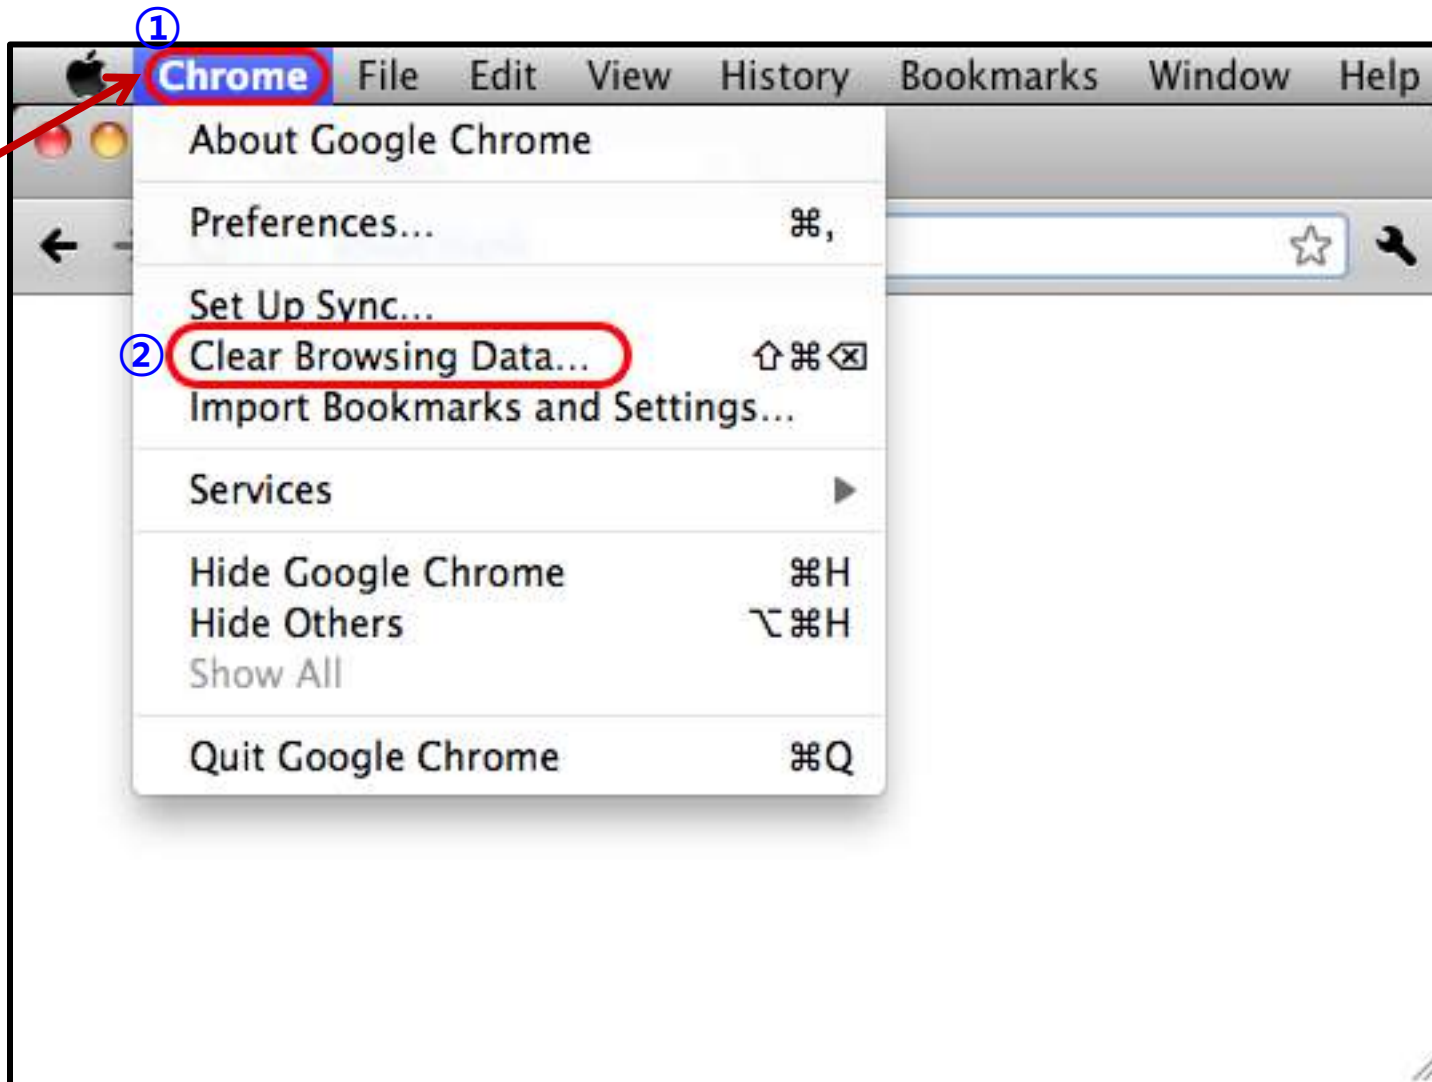 ①
Chrome File Edit View History Bookmarks Window Help
About Google Chrome
Preferences... ⌘,
Set Up Sync...
② Clear Browsing Data... ⇧⌘⌫
Import Bookmarks and Settings...
Services ▶
Hide Google Chrome ⌘H
Hide Others ⌥⌘H
Show All
Quit Google Chrome ⌘Q